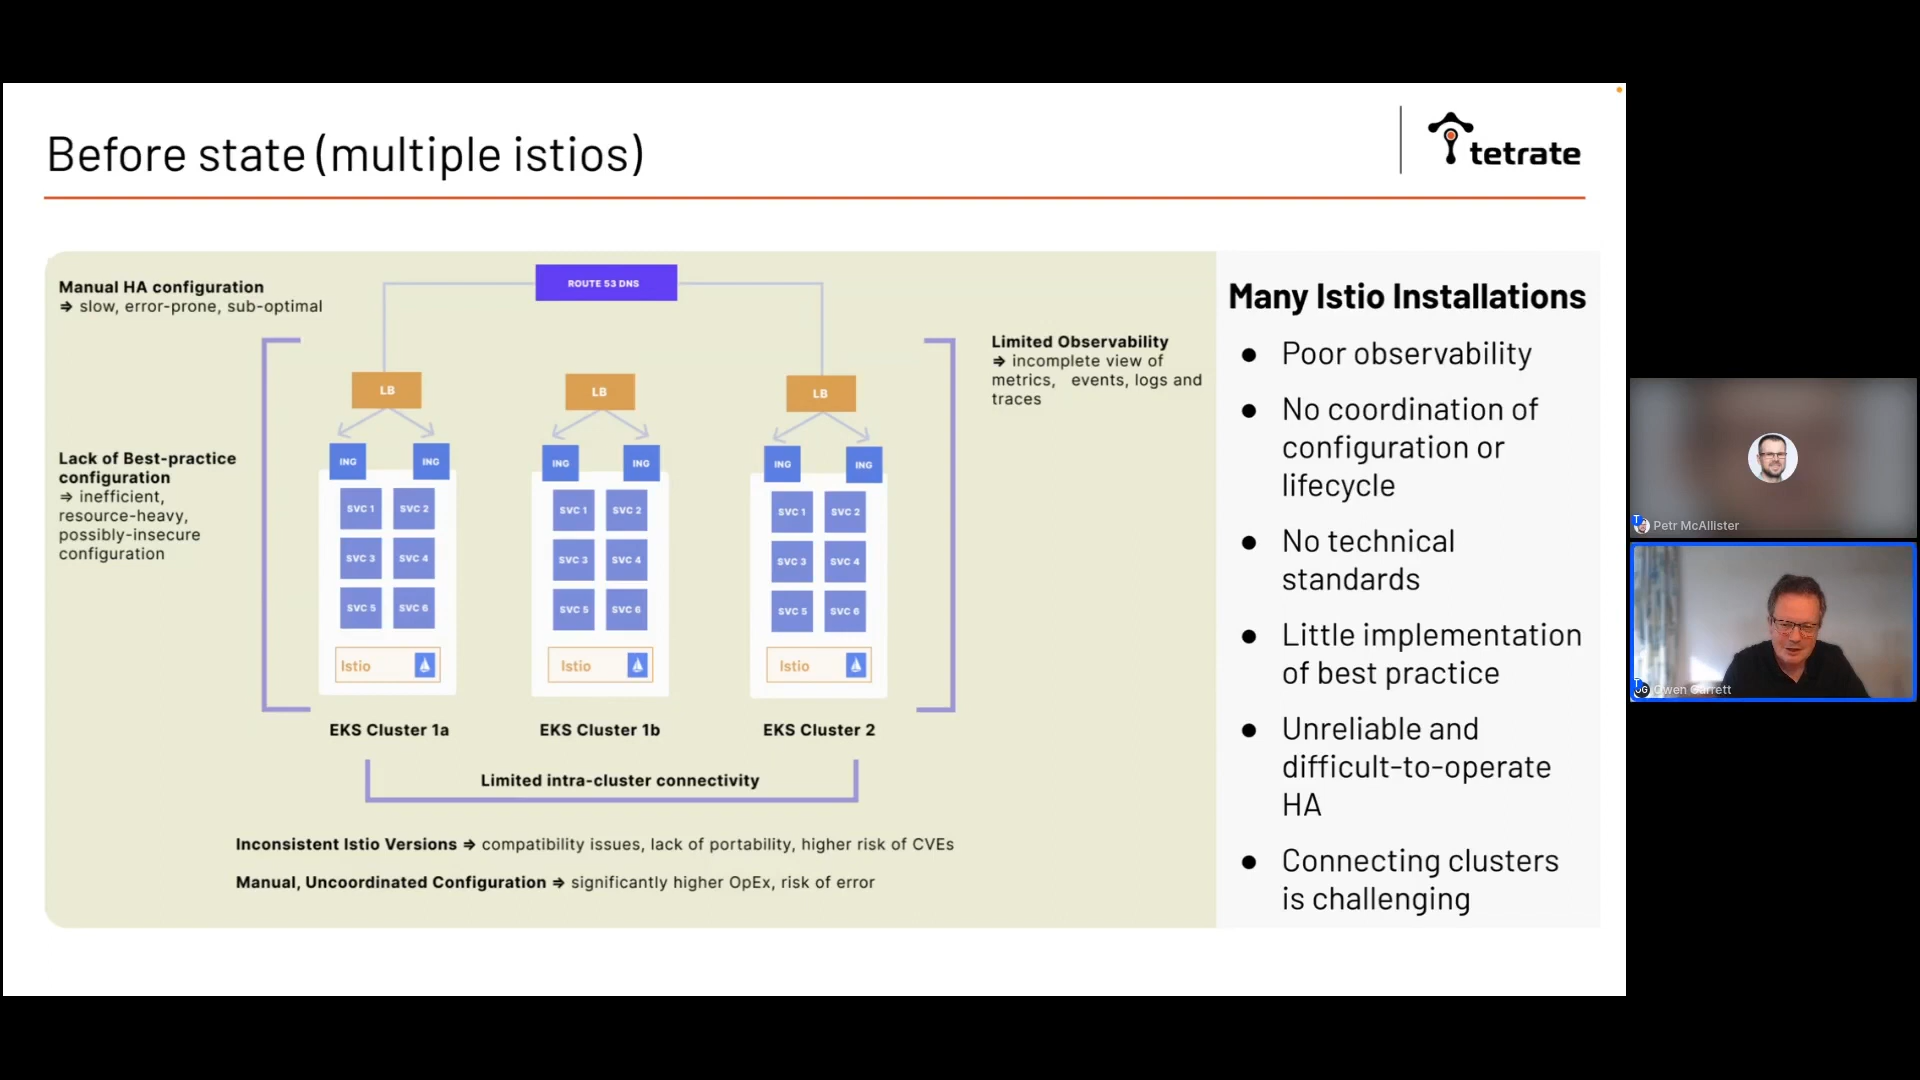 Before state (multiple istios)
tetrate
Manual HA configuration
⇒ slow, error-prone, sub-optimal
ROUTE 53 DNS
Limited Observability
⇒ incomplete view of
metrics, events, logs and
traces
Lack of Best-practice
configuration
⇒ inefficient,
resource-heavy,
possibly-insecure
configuration
LB
LB
LB
ING ING
ING ING
ING ING
SVC 1 SVC 2
SVC 3 SVC 4
SVC 5 SVC 6
Istio
SVC 1 SVC 2
SVC 3 SVC 4
SVC 5 SVC 6
Istio
SVC 1 SVC 2
SVC 3 SVC 4
SVC 5 SVC 6
Istio
EKS Cluster 1a
EKS Cluster 1b
EKS Cluster 2
Limited intra-cluster connectivity
Inconsistent Istio Versions ⇒ compatibility issues, lack of portability, higher risk of CVEs
Manual, Uncoordinated Configuration ⇒ significantly higher OpEx, risk of error
Many Istio Installations
● Poor observability
● No coordination of
configuration or
lifecycle
● No technical
standards
● Little implementation
of best practice
● Unreliable and
difficult-to-operate
HA
● Connecting clusters
is challenging
T
Petr McAllister
T
OG
Owen Garrett